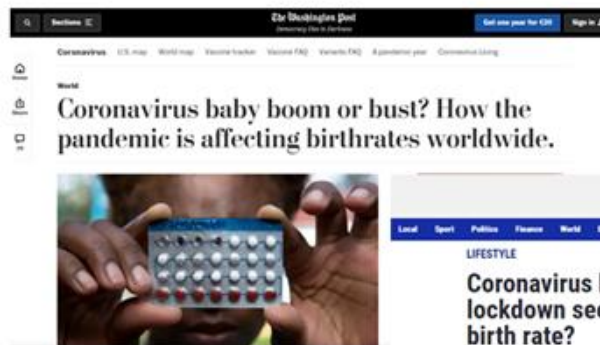 Sections
The Washington Post
Democracy Dies in Darkness
Get one year for €20
Sign in
Coronavirus U.S. map World map Vaccine tracker Vaccine FAQ Variants FAQ A pandemic year Coronavirus Living
World
Coronavirus baby boom or bust? How the
pandemic is affecting birthrates worldwide.
Local Sport Politics Finance World
LIFESTYLE
Coronavirus
lockdown
birth rate?